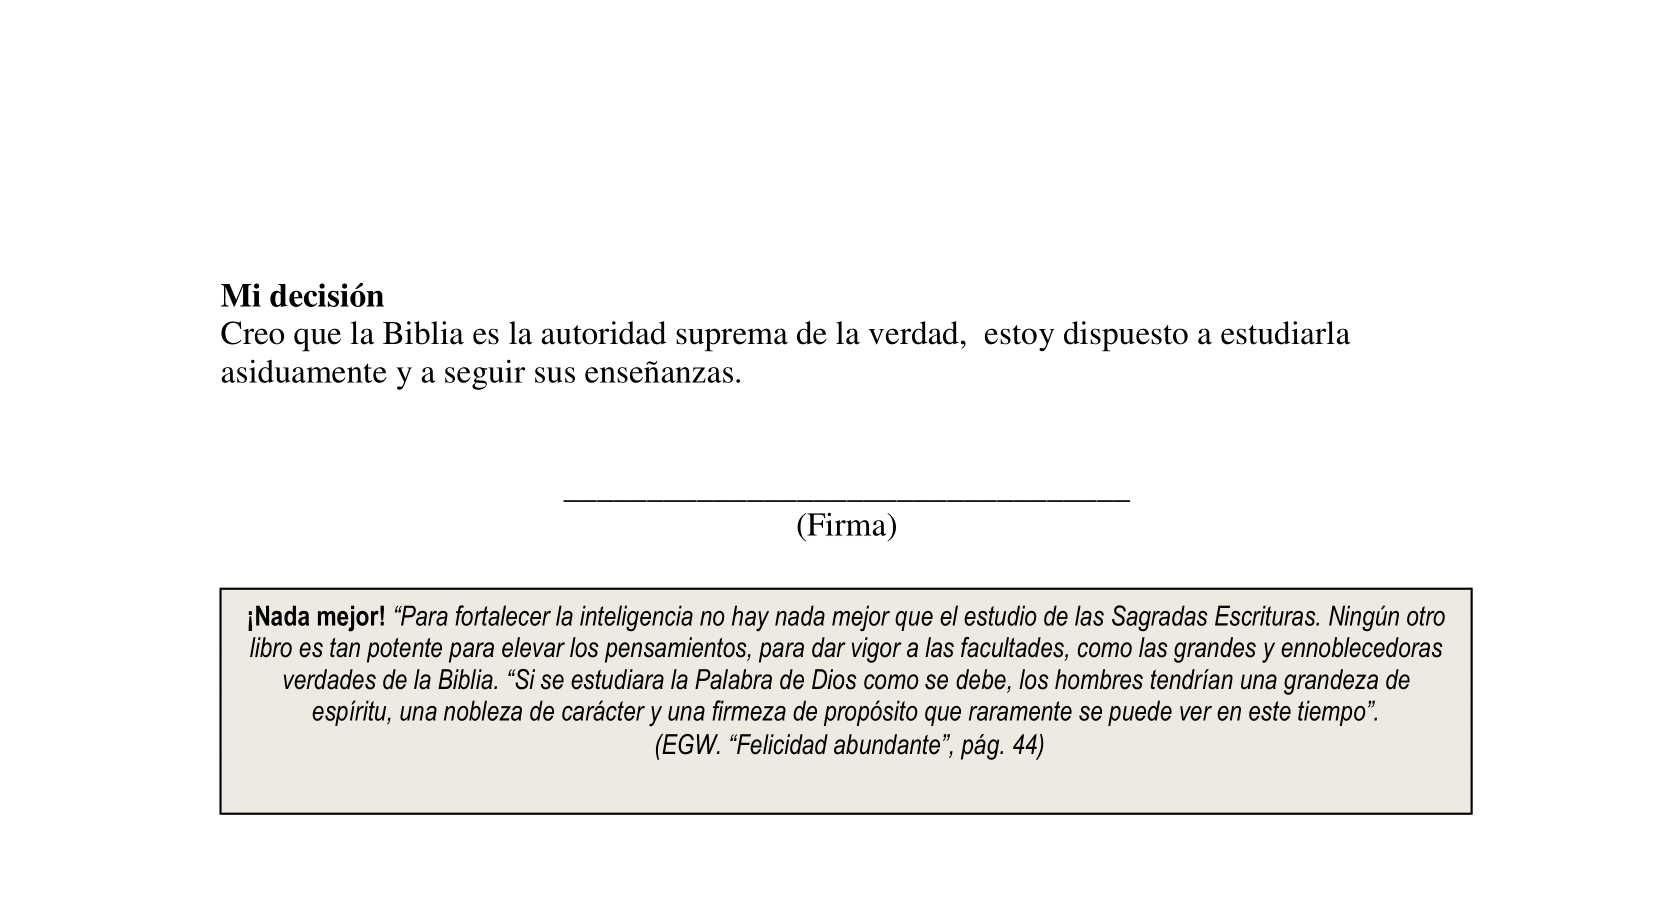 Mi decisión
Creo que la Biblia es la autoridad suprema de la verdad,  estoy dispuesto a estudiarla
asiduamente y a seguir sus enseñanzas.
__________________________________
(Firma)
¡Nada mejor! “Para fortalecer la inteligencia no hay nada mejor que el estudio de las Sagradas Escrituras. Ningún otro
libro es tan potente para elevar los pensamientos, para dar vigor a las facultades, como las grandes y ennoblecedoras
verdades de la Biblia. “Si se estudiara la Palabra de Dios como se debe, los hombres tendrían una grandeza de
espíritu, una nobleza de carácter y una firmeza de propósito que raramente se puede ver en este tiempo”.
(EGW. “Felicidad abundante”, pág. 44)